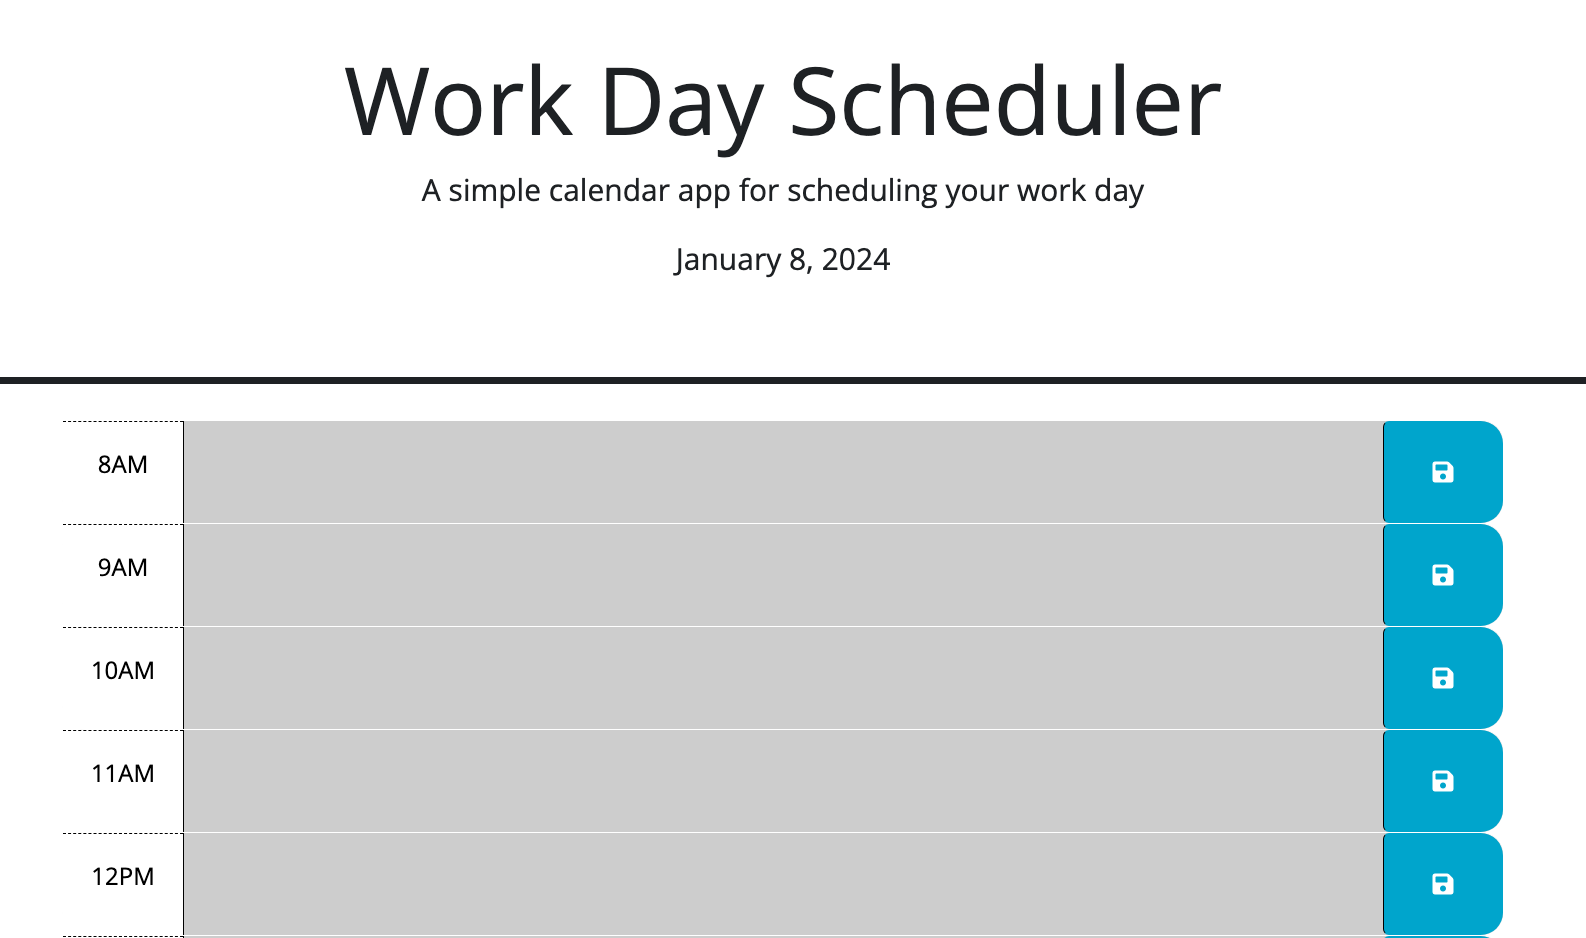 Work Day Scheduler
A simple calendar app for scheduling your work day
January 8, 2024
8AM
9AM
10AM
11AM
12PM